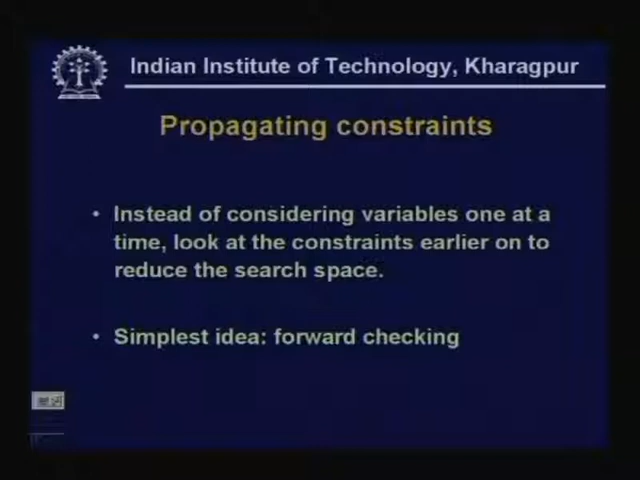 Indian Institute of Technology, Kharagpur
Propagating constraints
• Instead of considering variables one at a
time, look at the constraints earlier on to
reduce the search space.
• Simplest idea: forward checking